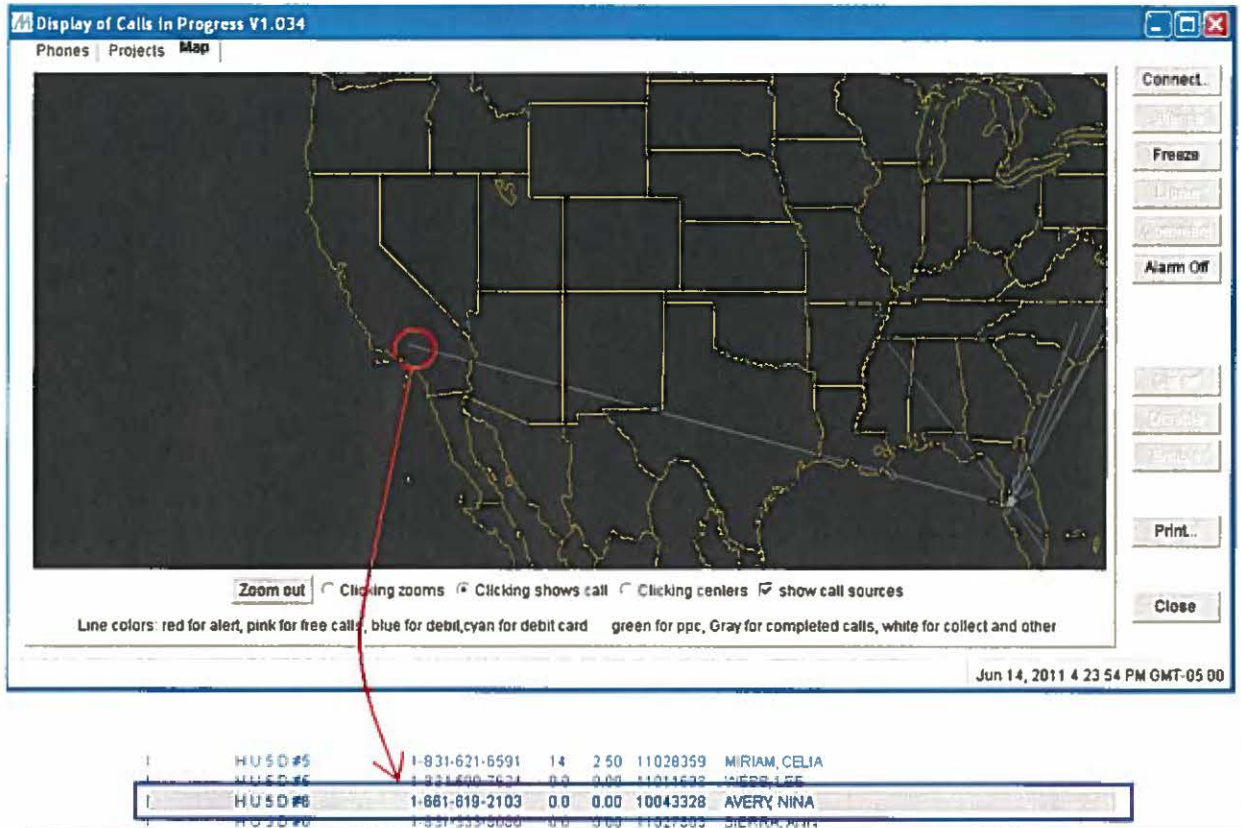 Display of Calls In Progress V1.034
Phones Projects Map
Connect..
Freeze
Alarm Off
Print...
Close
Zoom out Clicking zooms Clicking shows call Clicking centers show call sources
Line colors: red for alert, pink for free calls, blue for debit,cyan for debit card green for ppc, Gray for completed calls, white for collect and other
Jun 14, 2011 4 23 54 PM GMT-05 00
H U 5 D #5 1-831-621-6591 14 2.50 11028359 MIRIAM, CELIA
H U 5 D #6 1-661-619-2103 0.0 0.00 10043328 AVERY, NINA